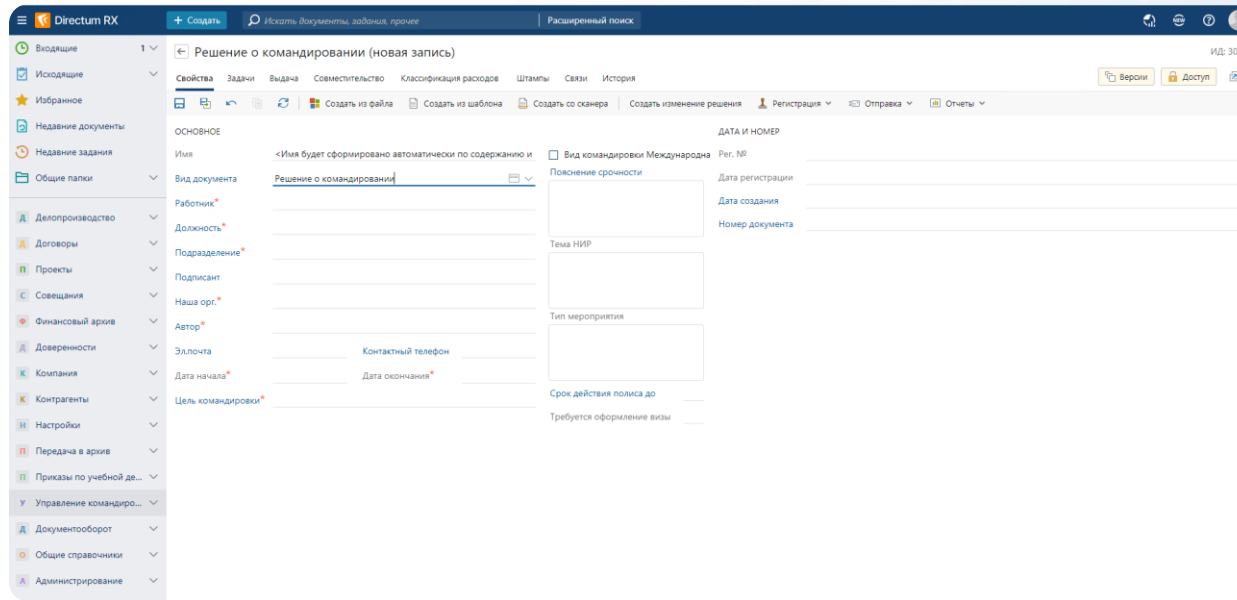 Directum RX
+ Создать
Искать документы, задания, прочее
Расширенный поиск
NEW
Входящие 1
Исходящие
Избранное
Недавние документы
Недавние задания
Общие папки
Д Делопроизводство
Д Договоры
П Проекты
С Совещания
Ф Финансовый архив
Д Доверенности
К Компания
К Контрагенты
Н Настройки
П Передача в архив
П Приказы по учебной де...
У Управление командиро...
Д Документооборот
О Общие справочники
А Администрирование
Решение о командировании (новая запись)
ИД: 30
Свойства Задачи Выдача Совместительство Классификация расходов Штампы Связи История
Версии Доступ
Создать из файла Создать из шаблона Создать со сканера Создать изменение решения Регистрация Отправка Отчеты
ОСНОВНОЕ
Имя <Имя будет сформировано автоматически по содержанию и
Вид документа Решение о командировании
Работник*
Должность*
Подразделение*
Подписант
Наша орг.*
Автор*
Эл.почта Контактный телефон
Дата начала* Дата окончания*
Цель командировки*
Вид командировки Международна
Пояснение срочности
Тема НИР
Тип мероприятия
Срок действия полиса до
Требуется оформление визы
ДАТА И НОМЕР
Рег. №
Дата регистрации
Дата создания
Номер документа